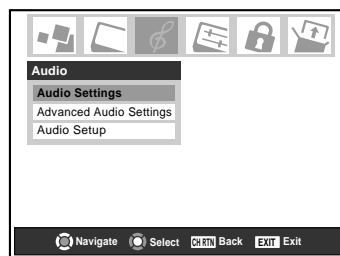 Audio
Audio Settings
Advanced Audio Settings
Audio Setup
Navigate Select CH RTN Back EXIT Exit